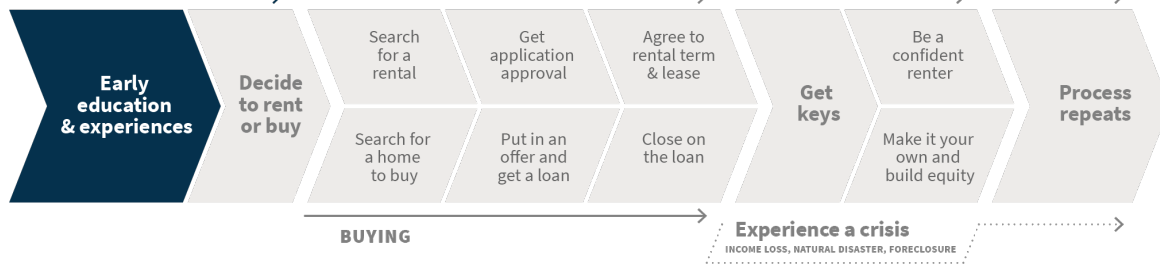 Early
education
& experiences
Decide
to rent
or buy
Search
for a
rental
Get
application
approval
Agree to
rental term
& lease
Search for
a home
to buy
Put in an
offer and
get a loan
Close on
the loan
Get
keys
Be a
confident
renter
Make it your
own and
build equity
Process
repeats
BUYING
Experience a crisis
INCOME LOSS, NATURAL DISASTER, FORECLOSURE